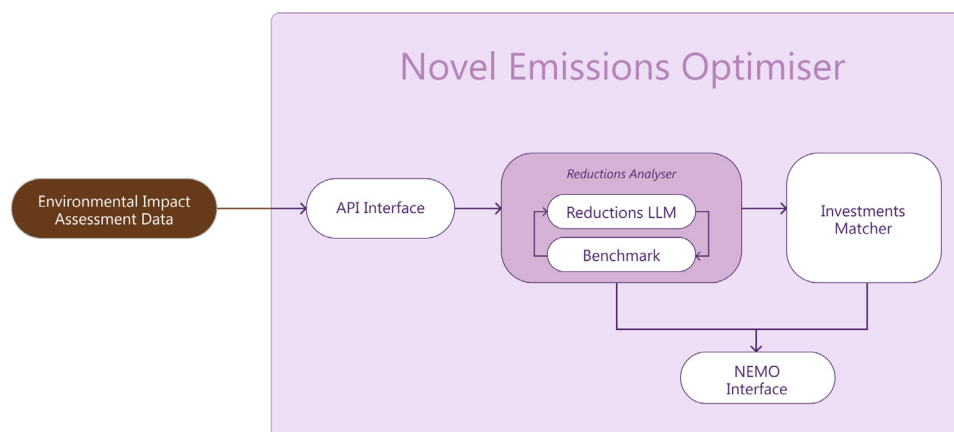 Novel Emissions Optimiser
Environmental Impact
Assessment Data
API Interface
Reductions Analyser
Reductions LLM
Benchmark
Investments
Matcher
NEMO
Interface